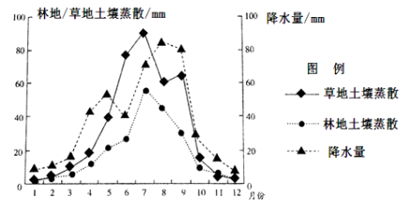 林地/草地土壤蒸散/mm 降水量/mm
100 100
80 80
60 60
40 40
20 20
0 0
1 2 3 4 5 6 7 8 9 10 11 12 月份
图 例
草地土壤蒸散
林地土壤蒸散
降水量